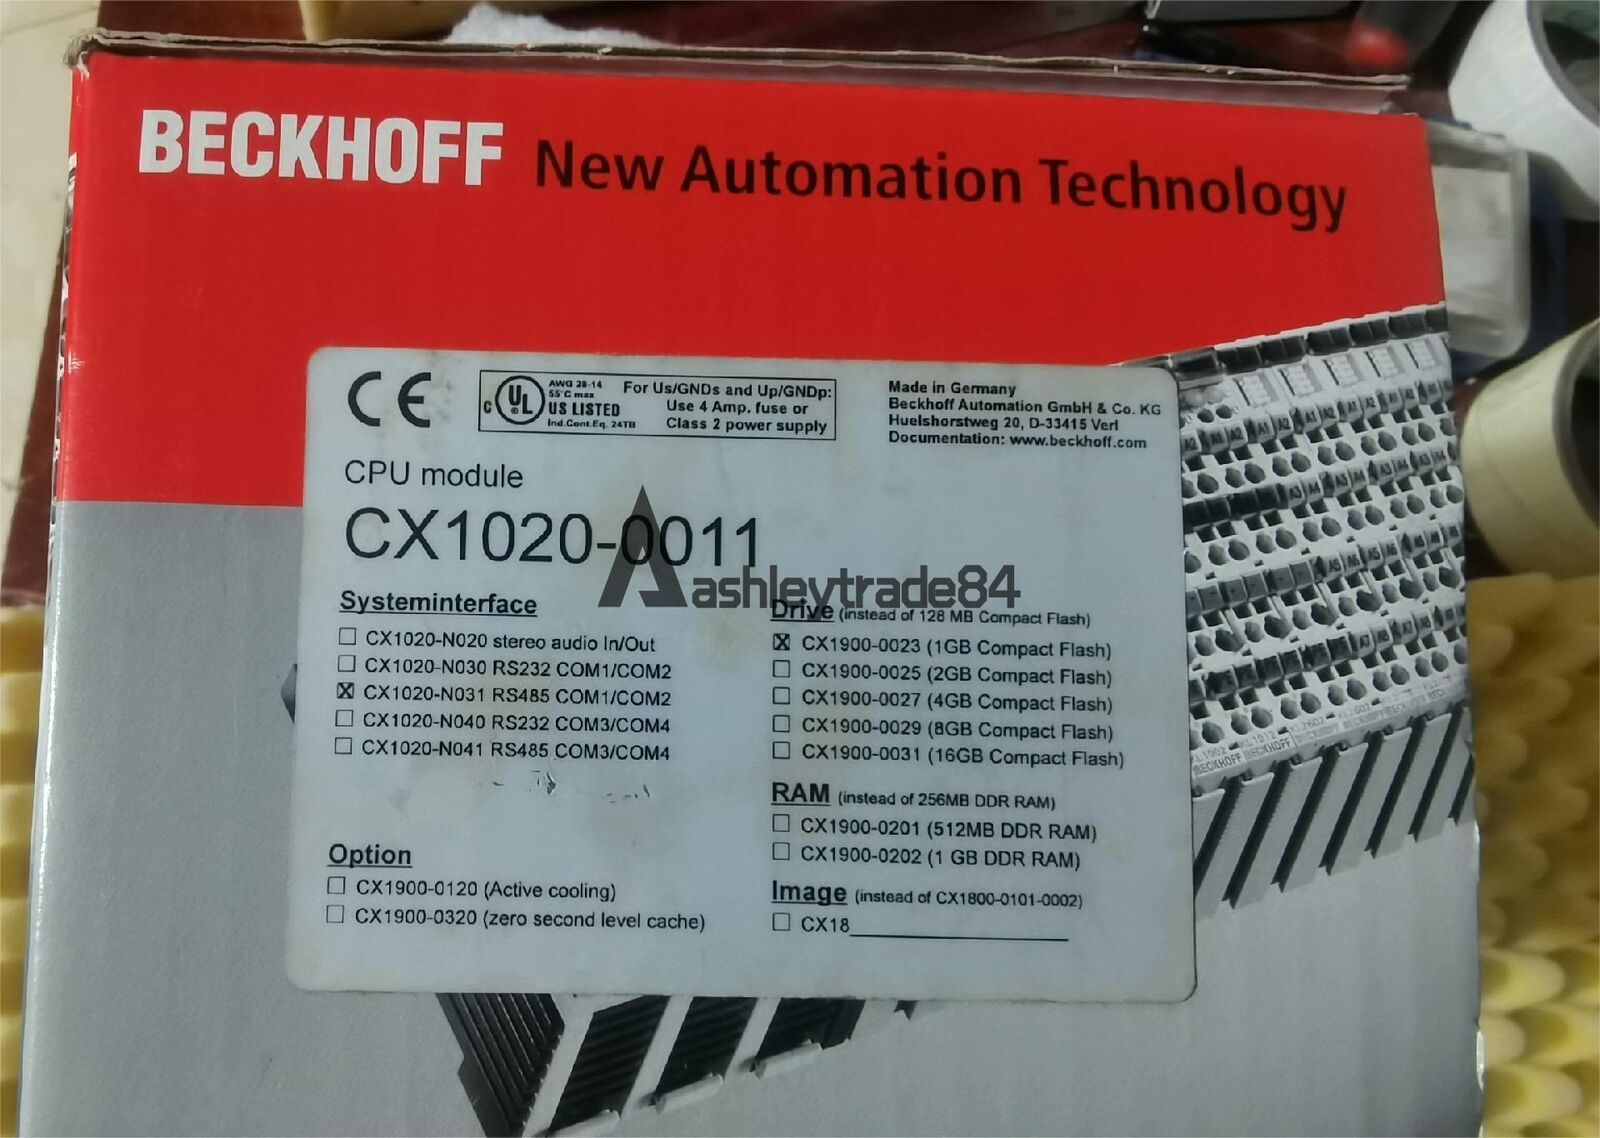 BECKHOFF New Automation Technology
CE
C UL US LISTED
AWG 28-14
55°C max
Ind.Cont.Eq. 24TB
For Us/GNDs and Up/GNDp:
Use 4 Amp. fuse or
Class 2 power supply
Made in Germany
Beckhoff Automation GmbH & Co. KG
Huelshorstweg 20, D-33415 Verl
Documentation: www.beckhoff.com
CPU module
CX1020-0011
ashleytrade84
Systeminterface
☐ CX1020-N020 stereo audio In/Out
☐ CX1020-N030 RS232 COM1/COM2
☒ CX1020-N031 RS485 COM1/COM2
☐ CX1020-N040 RS232 COM3/COM4
☐ CX1020-N041 RS485 COM3/COM4
Option
☐ CX1900-0120 (Active cooling)
☐ CX1900-0320 (zero second level cache)
Drive (instead of 128 MB Compact Flash)
☒ CX1900-0023 (1GB Compact Flash)
☐ CX1900-0025 (2GB Compact Flash)
☐ CX1900-0027 (4GB Compact Flash)
☐ CX1900-0029 (8GB Compact Flash)
☐ CX1900-0031 (16GB Compact Flash)
RAM (instead of 256MB DDR RAM)
☐ CX1900-0201 (512MB DDR RAM)
☐ CX1900-0202 (1 GB DDR RAM)
Image (instead of CX1800-0101-0002)
☐ CX18
BECKHOFF